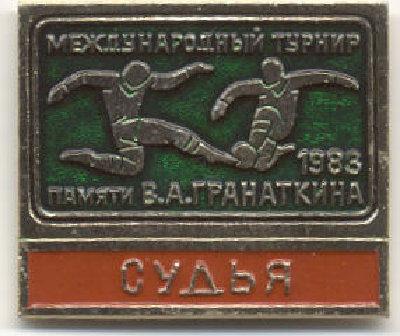 МЕЖДУНАРОДНЫЙ ТУРНИР
1983
ПАМЯТИ В.А.ГРАНАТКИНА
СУДЬЯ